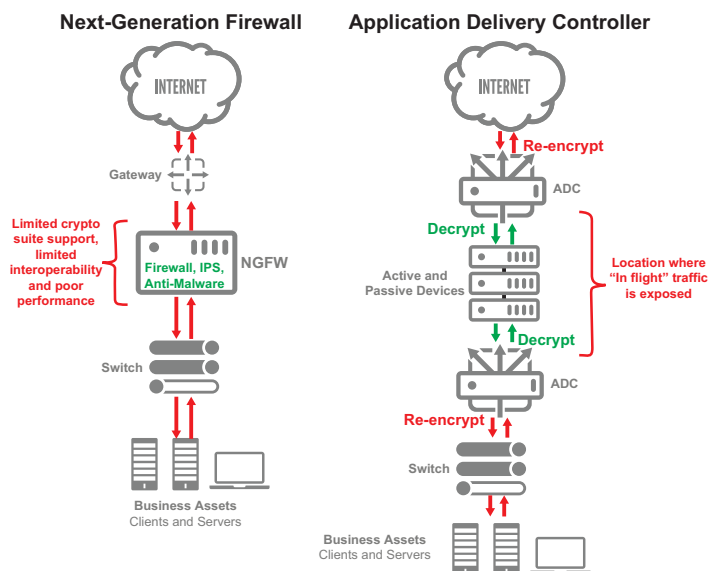 Next-Generation Firewall
INTERNET
Gateway
Limited crypto
suite support,
limited
interoperability
and poor
performance
Firewall, IPS,
Anti-Malware
NGFW
Switch
Business Assets
Clients and Servers
Application Delivery Controller
INTERNET
Re-encrypt
ADC
Decrypt
Active and
Passive Devices
Location where
“In flight” traffic
is exposed
Decrypt
ADC
Re-encrypt
Switch
Business Assets
Clients and Servers